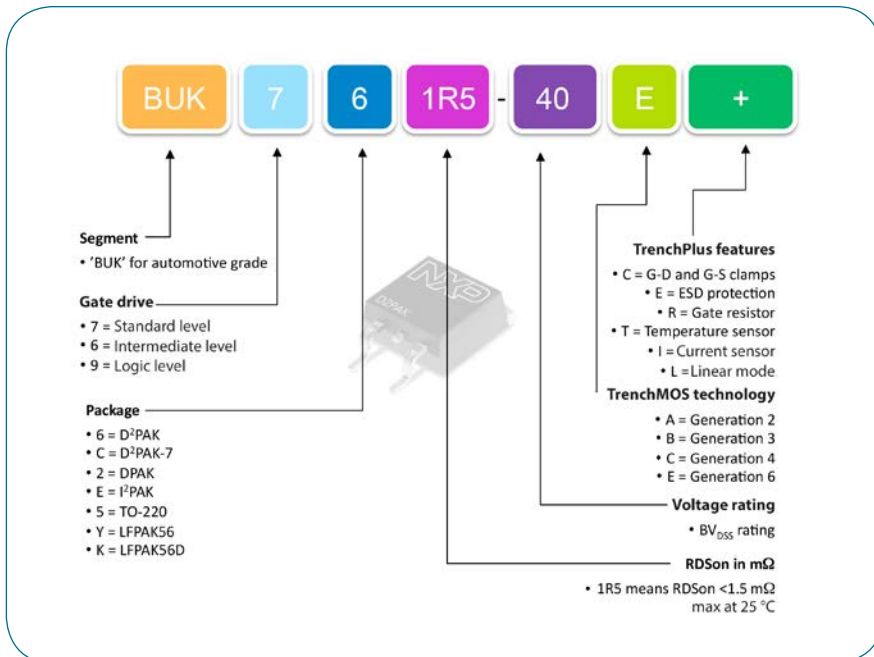 BUK 7 6 1R5 - 40 E +
Segment
• 'BUK' for automotive grade
Gate drive
• 7 = Standard level
• 6 = Intermediate level
• 9 = Logic level
Package
• 6 = D²PAK
• C = D²PAK-7
• 2 = DPAK
• E = I²PAK
• 5 = TO-220
• Y = LFPAK56
• K = LFPAK56D
NXP
D2PAK
TrenchPlus features
• C = G-D and G-S clamps
• E = ESD protection
• R = Gate resistor
• T = Temperature sensor
• I = Current sensor
• L =Linear mode
TrenchMOS technology
• A = Generation 2
• B = Generation 3
• C = Generation 4
• E = Generation 6
Voltage rating
• BV_DSS rating
RDSon in mΩ
• 1R5 means RDSon <1.5 mΩ
max at 25 °C